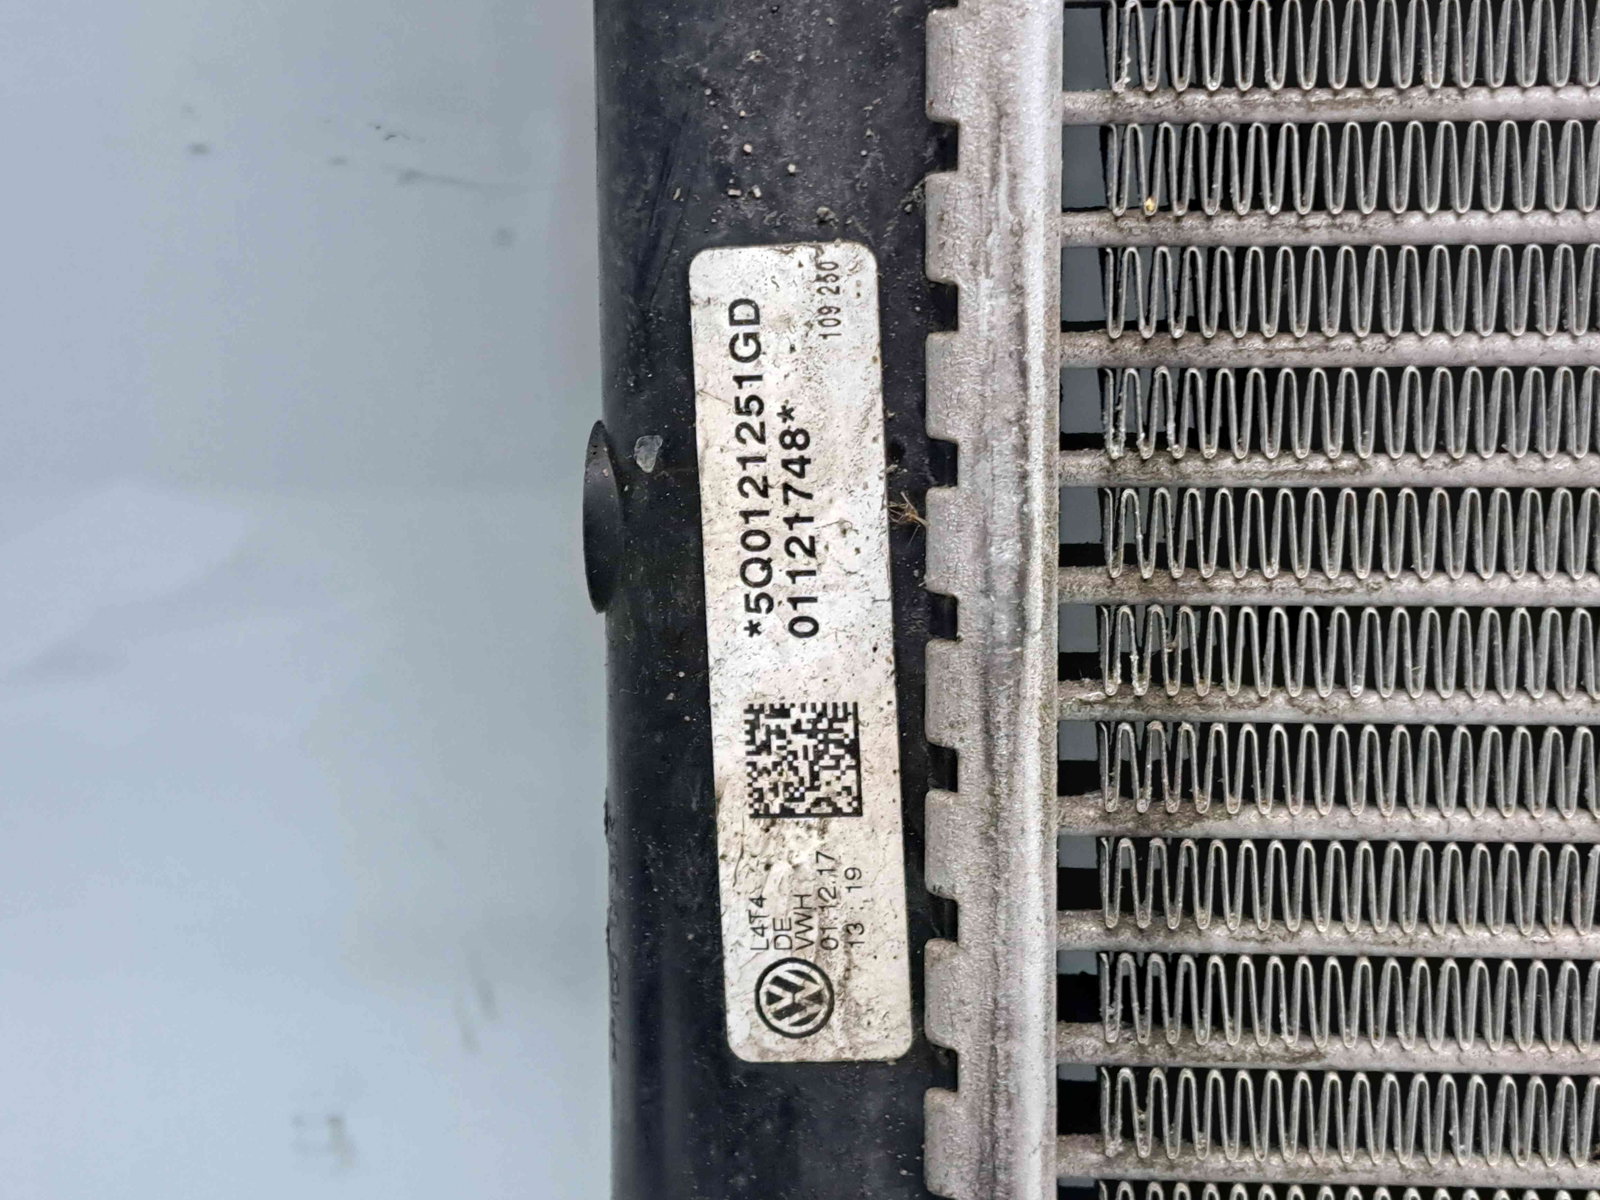 *5Q0121251GD
01121748*
109 250
L4T4
DE
VWH
01.12.17
13 19